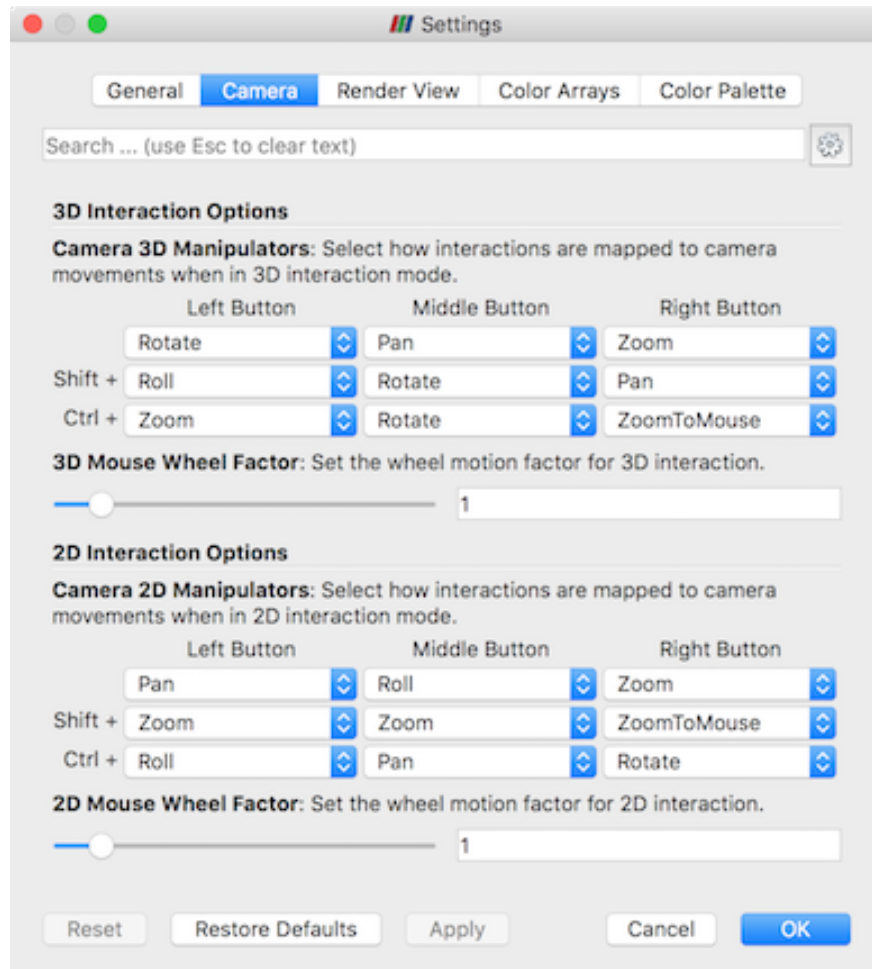 Settings
General Camera Render View Color Arrays Color Palette
Search ... (use Esc to clear text)
3D Interaction Options
Camera 3D Manipulators: Select how interactions are mapped to camera
movements when in 3D interaction mode.
Left Button Middle Button Right Button
Rotate Pan Zoom
Shift + Roll Rotate Pan
Ctrl + Zoom Rotate ZoomToMouse
3D Mouse Wheel Factor: Set the wheel motion factor for 3D interaction.
1
2D Interaction Options
Camera 2D Manipulators: Select how interactions are mapped to camera
movements when in 2D interaction mode.
Left Button Middle Button Right Button
Pan Roll Zoom
Shift + Zoom Zoom ZoomToMouse
Ctrl + Roll Pan Rotate
2D Mouse Wheel Factor: Set the wheel motion factor for 2D interaction.
1
Reset Restore Defaults Apply Cancel OK